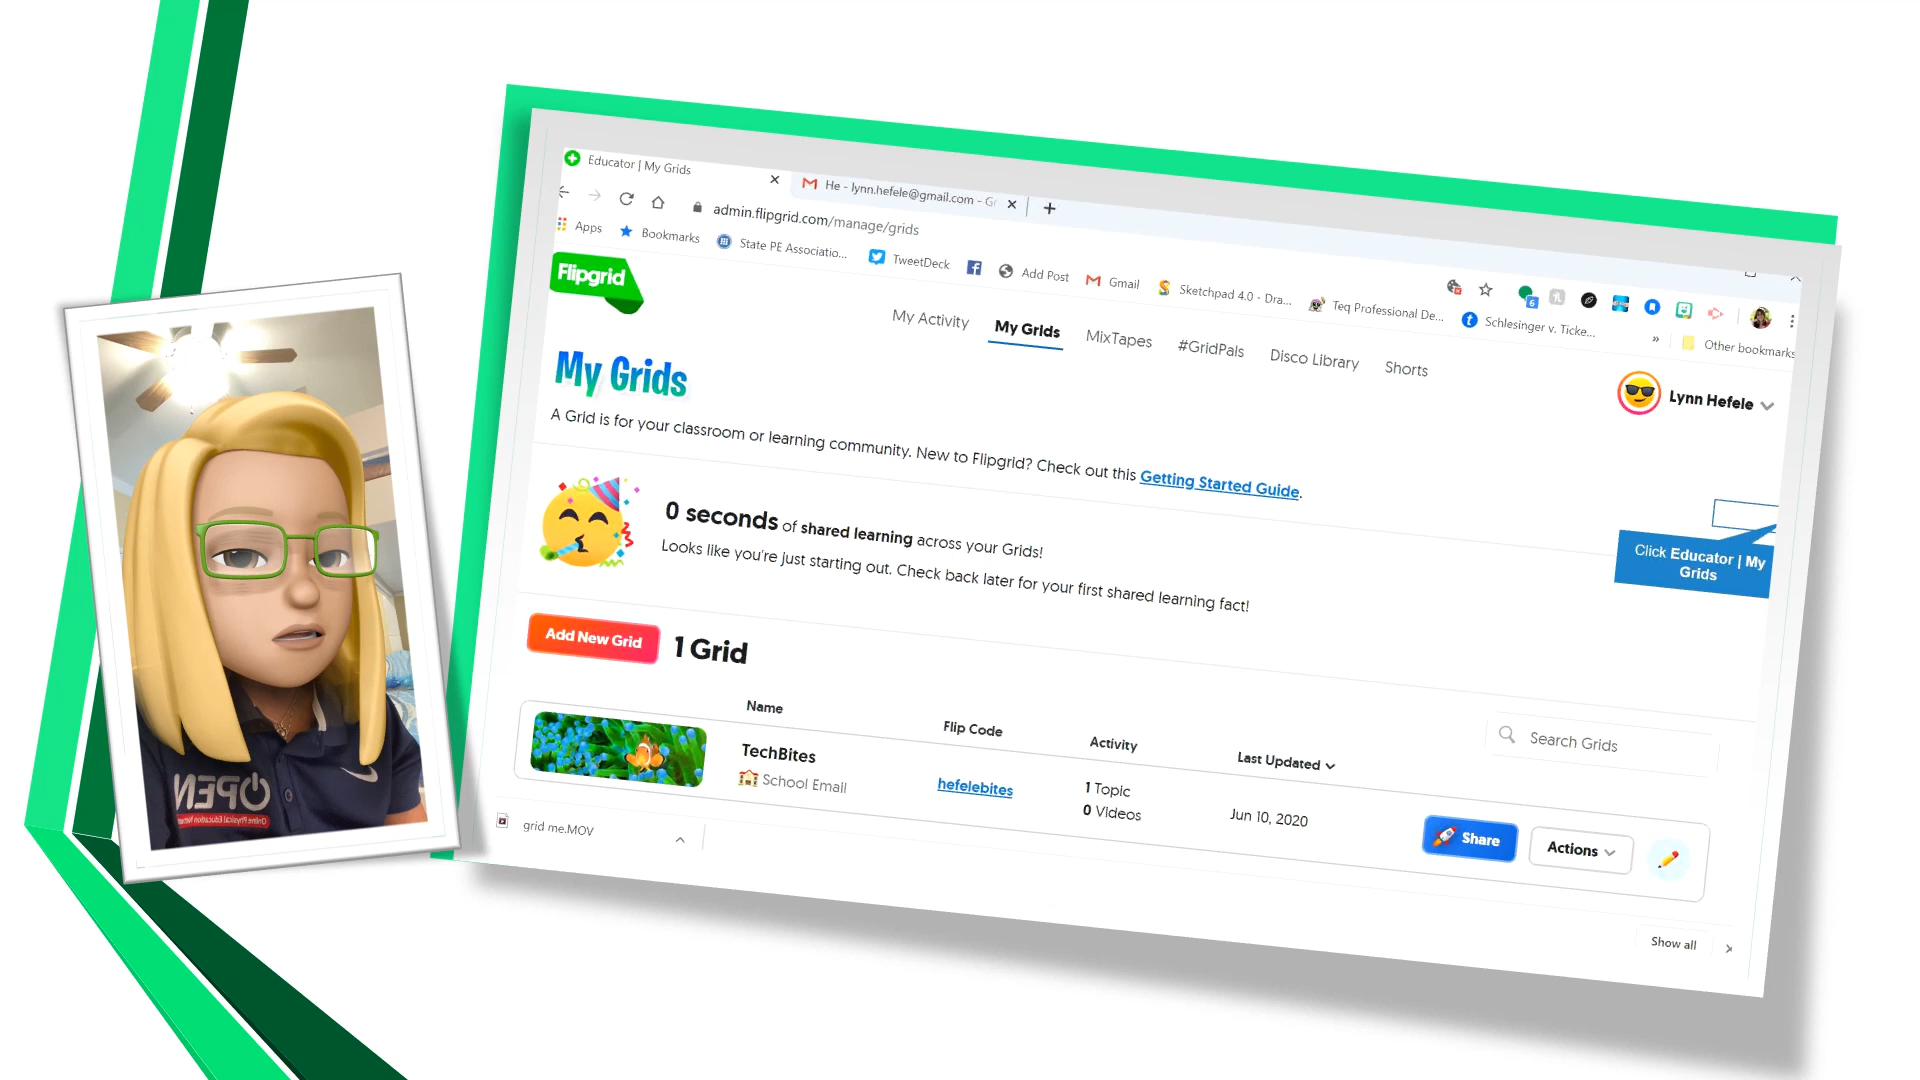 Educator | My Grids
He - lynn.hefele@gmail.com - G
admin.flipgrid.com/manage/grids
Apps
Bookmarks
State PE Associatio...
TweetDeck
Add Post
Gmail
Sketchpad 4.0 - Dra...
Teq Professional De...
Schlesinger v. Ticke...
»
Other bookmarks
6
Flipgrid
My Activity
My Grids
MixTapes
#GridPals
Disco Library
Shorts
Lynn Hefele
My Grids
A Grid is for your classroom or learning community. New to Flipgrid? Check out this Getting Started Guide.
0 seconds of shared learning across your Grids!
Looks like you're just starting out. Check back later for your first shared learning fact!
Click Educator | My
Grids
Add New Grid
1 Grid
Search Grids
Name
Flip Code
Activity
Last Updated
TechBites
School Email
hefelebites
1 Topic
0 Videos
Jun 10, 2020
Share
Actions
grid me.MOV
Show all
OPEN
Online Physical Education Network